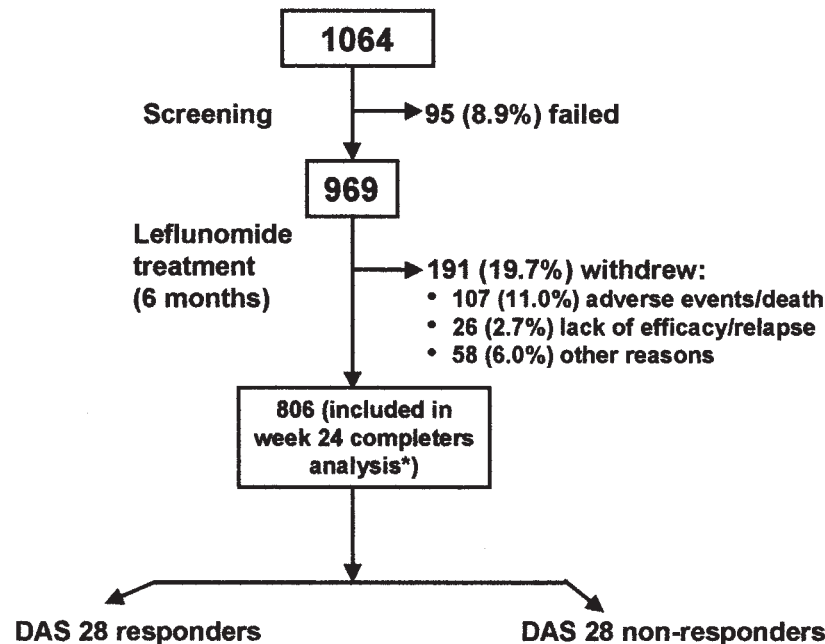 1064
Screening
95 (8.9%) failed
969
Leflunomide
treatment
(6 months)
191 (19.7%) withdrew:
• 107 (11.0%) adverse events/death
• 26 (2.7%) lack of efficacy/relapse
• 58 (6.0%) other reasons
806 (included in
week 24 completers
analysis*)
DAS 28 responders
DAS 28 non-responders